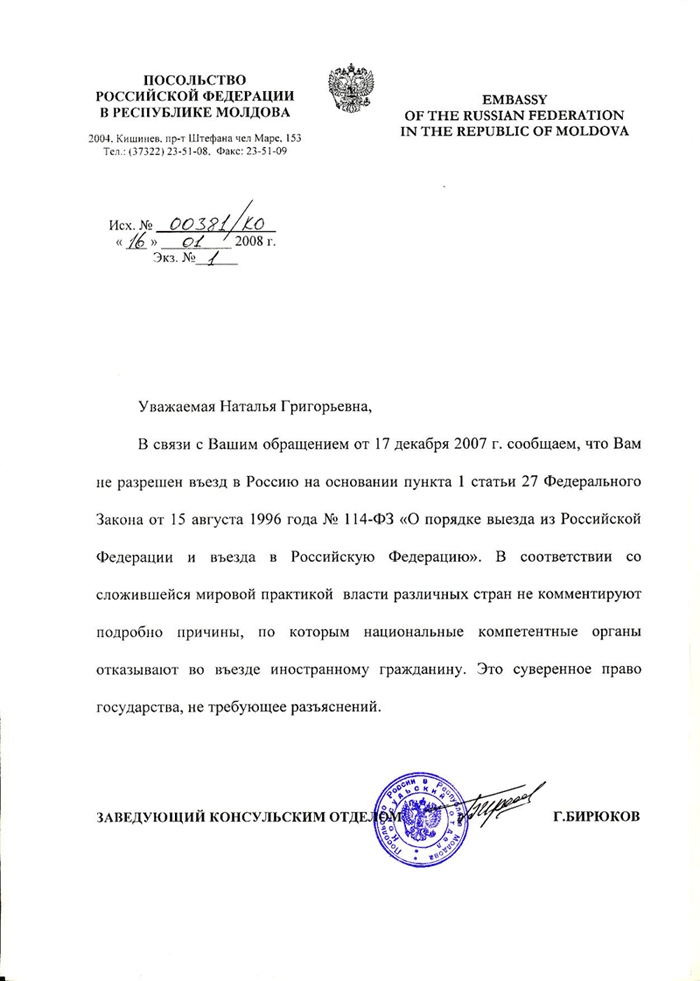 ПОСОЛЬСТВО
РОССИЙСКОЙ ФЕДЕРАЦИИ
В РЕСПУБЛИКЕ МОЛДОВА
2004, Кишинев, пр-т Штефана чел Маре, 153
Тел.: (37322) 23-51-08, Факс: 23-51-09
EMBASSY
OF THE RUSSIAN FEDERATION
IN THE REPUBLIC OF MOLDOVA
Исх. № 00381/КО
« 16 » 01 2008 г.
Экз. № 1
Уважаемая Наталья Григорьевна,
В связи с Вашим обращением от 17 декабря 2007 г. сообщаем, что Вам
не разрешен въезд в Россию на основании пункта 1 статьи 27 Федерального
Закона от 15 августа 1996 года № 114-ФЗ «О порядке выезда из Российской
Федерации и въезда в Российскую Федерацию». В соответствии со
сложившейся мировой практикой власти различных стран не комментируют
подробно причины, по которым национальные компетентные органы
отказывают во въезде иностранному гражданину. Это суверенное право
государства, не требующее разъяснений.
ЗАВЕДУЮЩИЙ КОНСУЛЬСКИМ ОТДЕЛОМ
Г.БИРЮКОВ
Посольство России в Республике Молдова
Консульский отдел